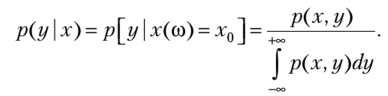 p(y | x) = p[y | x(ω) = x₀] = p(x, y) / ∫_{−∞}^{+∞} p(x, y)dy .